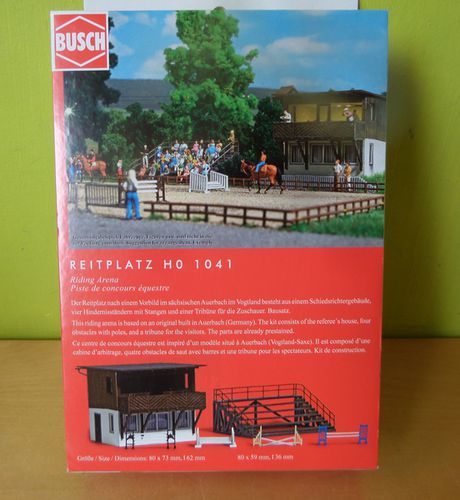 BUSCH
REITPLATZ H0 1041
Riding Arena
Piste de concours équestre
Der Reitplatz nach einem Vorbild im sächsischen Auerbach im Vogtland besteht aus einem Schiedsrichtergebäude,
vier Hindernisständern mit Stangen und einer Tribüne für die Zuschauer. Bausatz.
This riding arena is based on an original built in Auerbach (Germany). The kit consists of the referee's house, four
obstacles with poles, and a tribune for the visitors. The parts are already prestained.
Ce centre de concours équestre est inspiré d'un modèle situé à Auerbach (Vogtland-Saxe). Il est composé d'une
cabine d'arbitrage, quatre obstacles de saut avec barres et une tribune pour les spectateurs. Kit de construction.
Größe / Size / Dimensions: 80 x 73 mm, 162 mm 80 x 59 mm, 136 mm